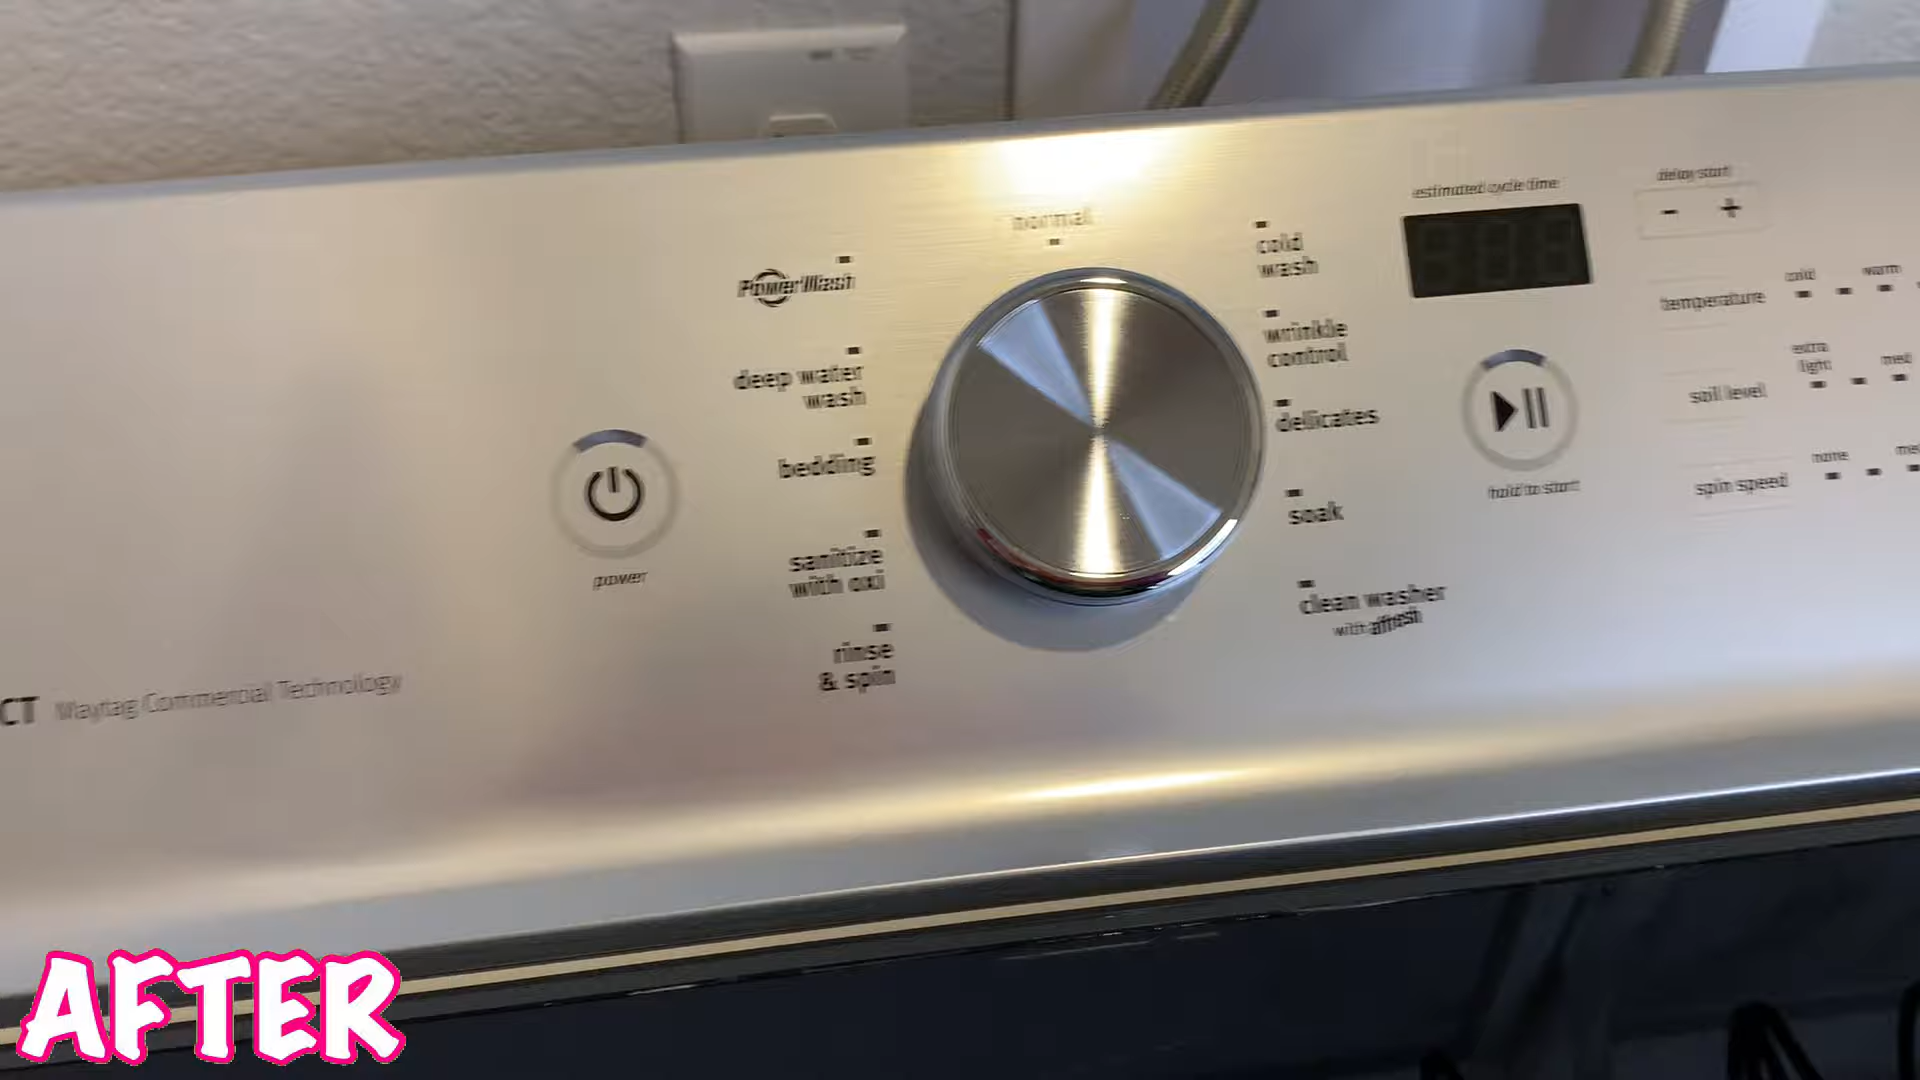 normal
PowerWash
deep water
wash
bedding
sanitize
with oxi
rinse
& spin
cold
wash
wrinkle
control
delicates
soak
clean washer
with affresh
power
CT Maytag Commercial Technology
estimated cycle time
delay start
- +
hold to start
temperature
cold warm
soil level
extra
light med
spin speed
none med
AFTER